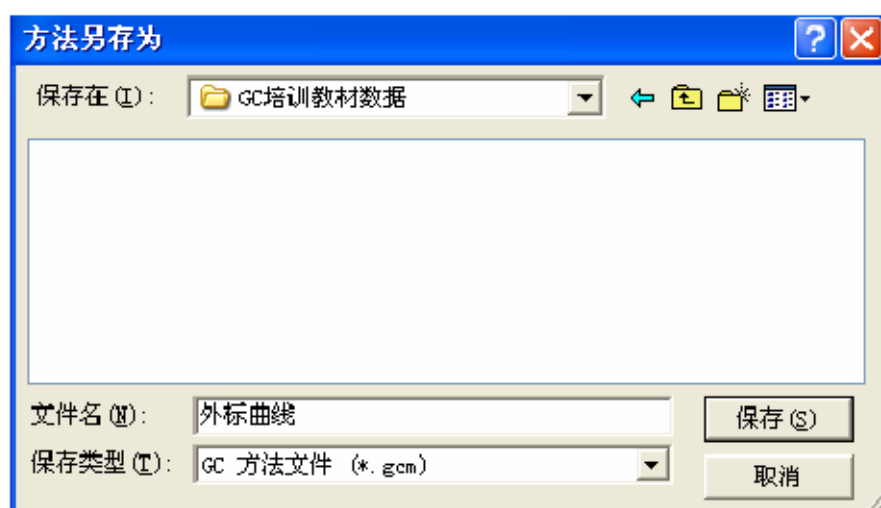 方法另存为
保存在(I): GC培训教材数据
文件名(N): 外标曲线 保存(S)
保存类型(T): GC 方法文件 (*.gcm) 取消